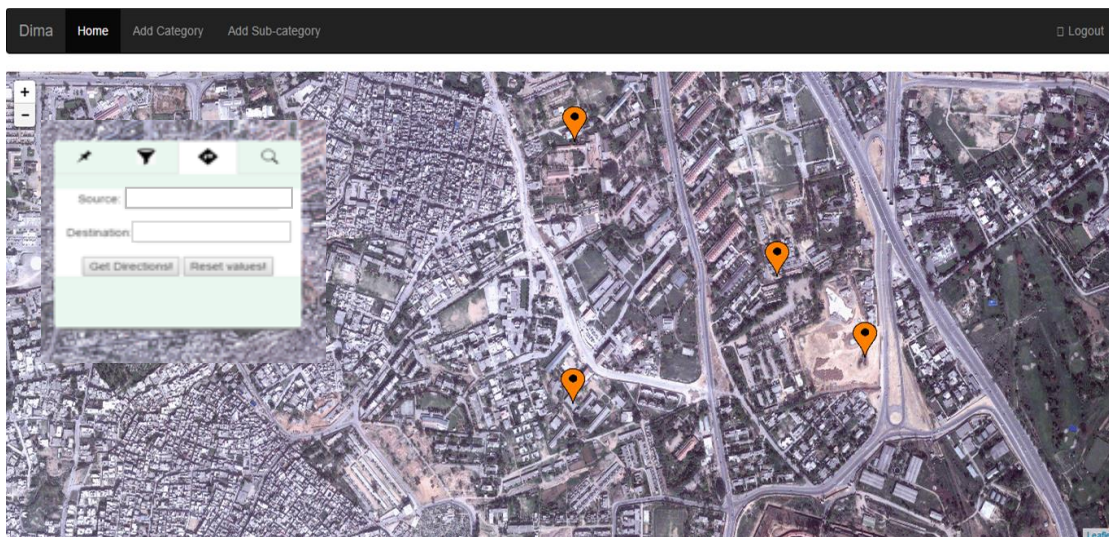 Dima Home Add Category Add Sub-category Logout
+
-
Source:
Destination:
Get Directions! Reset values!